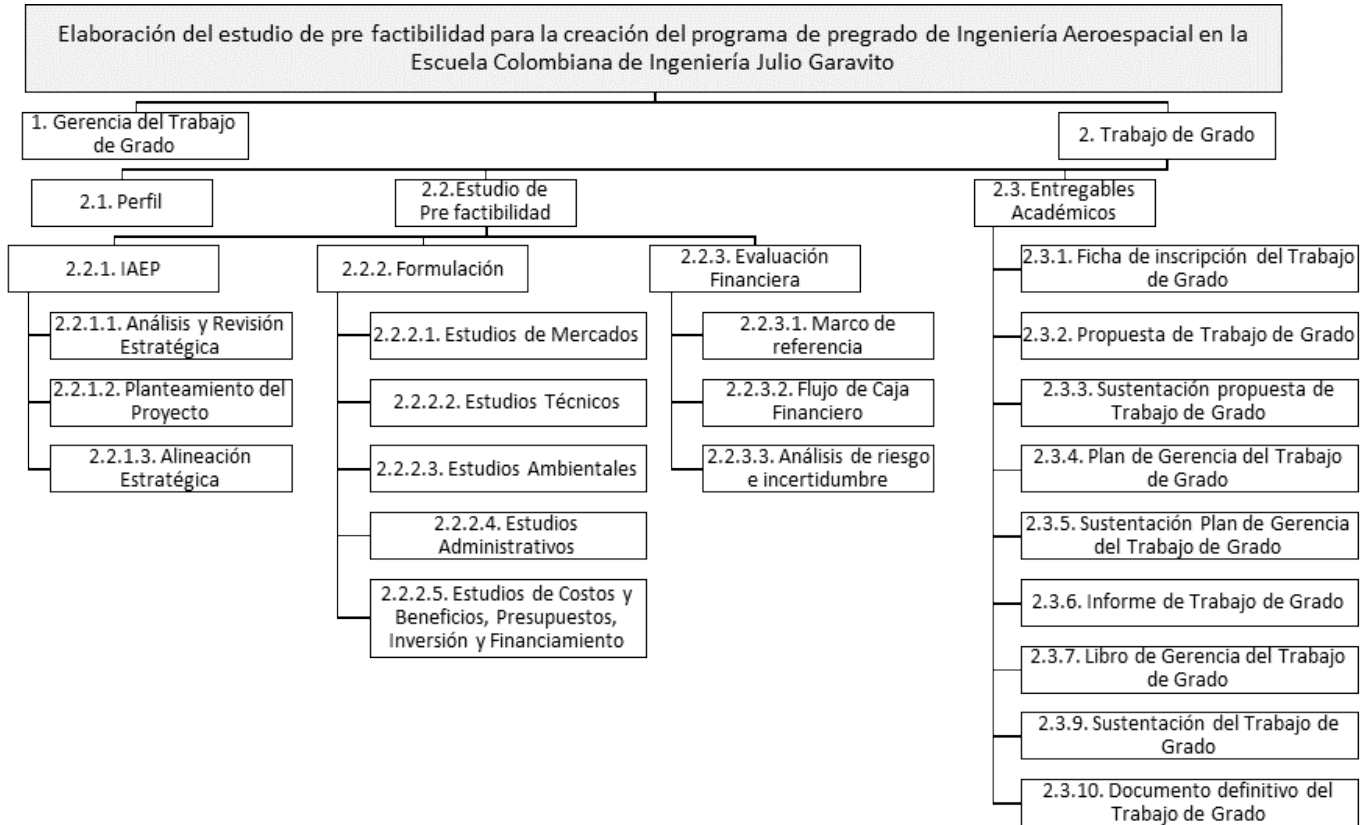 Elaboración del estudio de pre factibilidad para la creación del programa de pregrado de Ingeniería Aeroespacial en la
Escuela Colombiana de Ingeniería Julio Garavito
1. Gerencia del Trabajo
de Grado
2. Trabajo de Grado
2.1. Perfil
2.2.Estudio de
Pre factibilidad
2.3. Entregables
Académicos
2.2.1. IAEP
2.2.1.1. Análisis y Revisión
Estratégica
2.2.1.2. Planteamiento del
Proyecto
2.2.1.3. Alineación
Estratégica
2.2.2. Formulación
2.2.2.1. Estudios de Mercados
2.2.2.2. Estudios Técnicos
2.2.2.3. Estudios Ambientales
2.2.2.4. Estudios
Administrativos
2.2.2.5. Estudios de Costos y
Beneficios, Presupuestos,
Inversión y Financiamiento
2.2.3. Evaluación
Financiera
2.2.3.1. Marco de
referencia
2.2.3.2. Flujo de Caja
Financiero
2.2.3.3. Análisis de riesgo
e incertidumbre
2.3.1. Ficha de inscripción del Trabajo
de Grado
2.3.2. Propuesta de Trabajo de Grado
2.3.3. Sustentación propuesta de
Trabajo de Grado
2.3.4. Plan de Gerencia del Trabajo
de Grado
2.3.5. Sustentación Plan de Gerencia
del Trabajo de Grado
2.3.6. Informe de Trabajo de Grado
2.3.7. Libro de Gerencia del Trabajo
de Grado
2.3.9. Sustentación del Trabajo de
Grado
2.3.10. Documento definitivo del
Trabajo de Grado